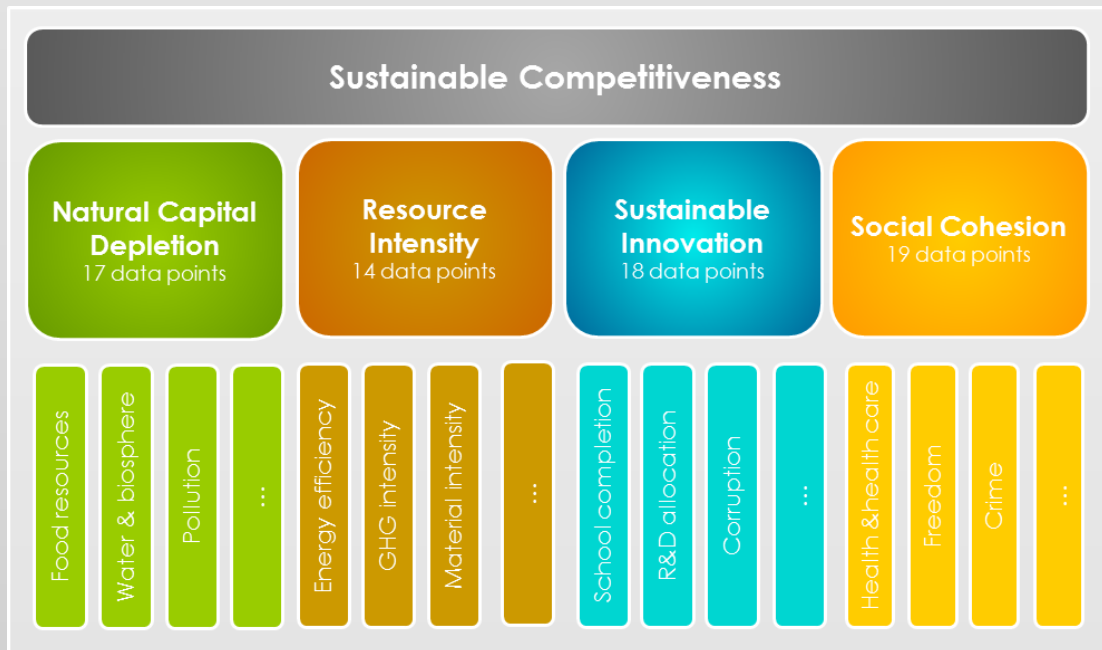 Sustainable Competitiveness
Natural Capital
Depletion
17 data points
Resource
Intensity
14 data points
Sustainable
Innovation
18 data points
Social Cohesion
19 data points
Food resources
Water & biosphere
Pollution
...
Energy efficiency
GHG intensity
Material intensity
...
School completion
R&D allocation
Corruption
...
Health &health care
Freedom
Crime
...